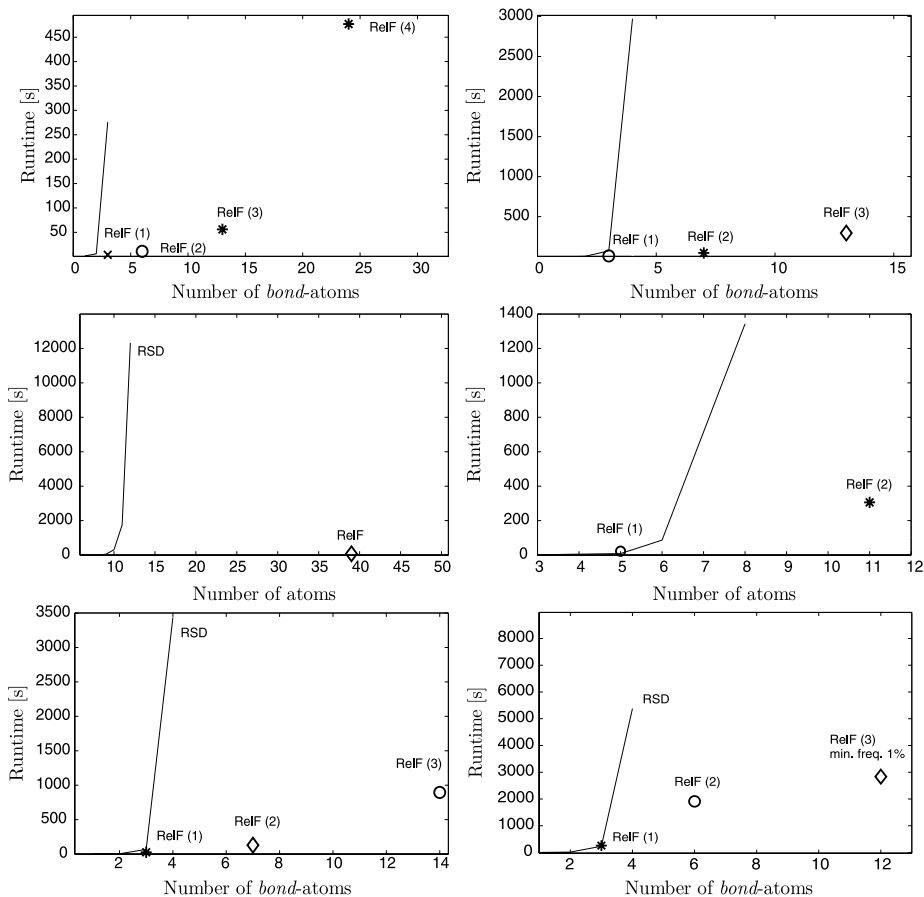 450
400
350
300
250
200
150
100
50
0
5
10
15
20
25
30
Runtime [s]
Number of bond-atoms
RelF (1)
RelF (2)
RelF (3)
RelF (4)
3000
2500
2000
1500
1000
500
0
5
10
15
Runtime [s]
Number of bond-atoms
RelF (1)
RelF (2)
RelF (3)
12000
10000
8000
6000
4000
2000
0
10
15
20
25
30
35
40
45
50
Runtime [s]
Number of atoms
RSD
RelF
1400
1200
1000
800
600
400
200
0
3
4
5
6
7
8
9
10
11
12
Runtime [s]
Number of atoms
RelF (1)
RelF (2)
3500
3000
2500
2000
1500
1000
500
0
2
4
6
8
10
12
14
Runtime [s]
Number of bond-atoms
RSD
RelF (1)
RelF (2)
RelF (3)
8000
7000
6000
5000
4000
3000
2000
1000
0
2
4
6
8
10
12
Runtime [s]
Number of bond-atoms
RSD
RelF (1)
RelF (2)
RelF (3)
min. freq. 1%